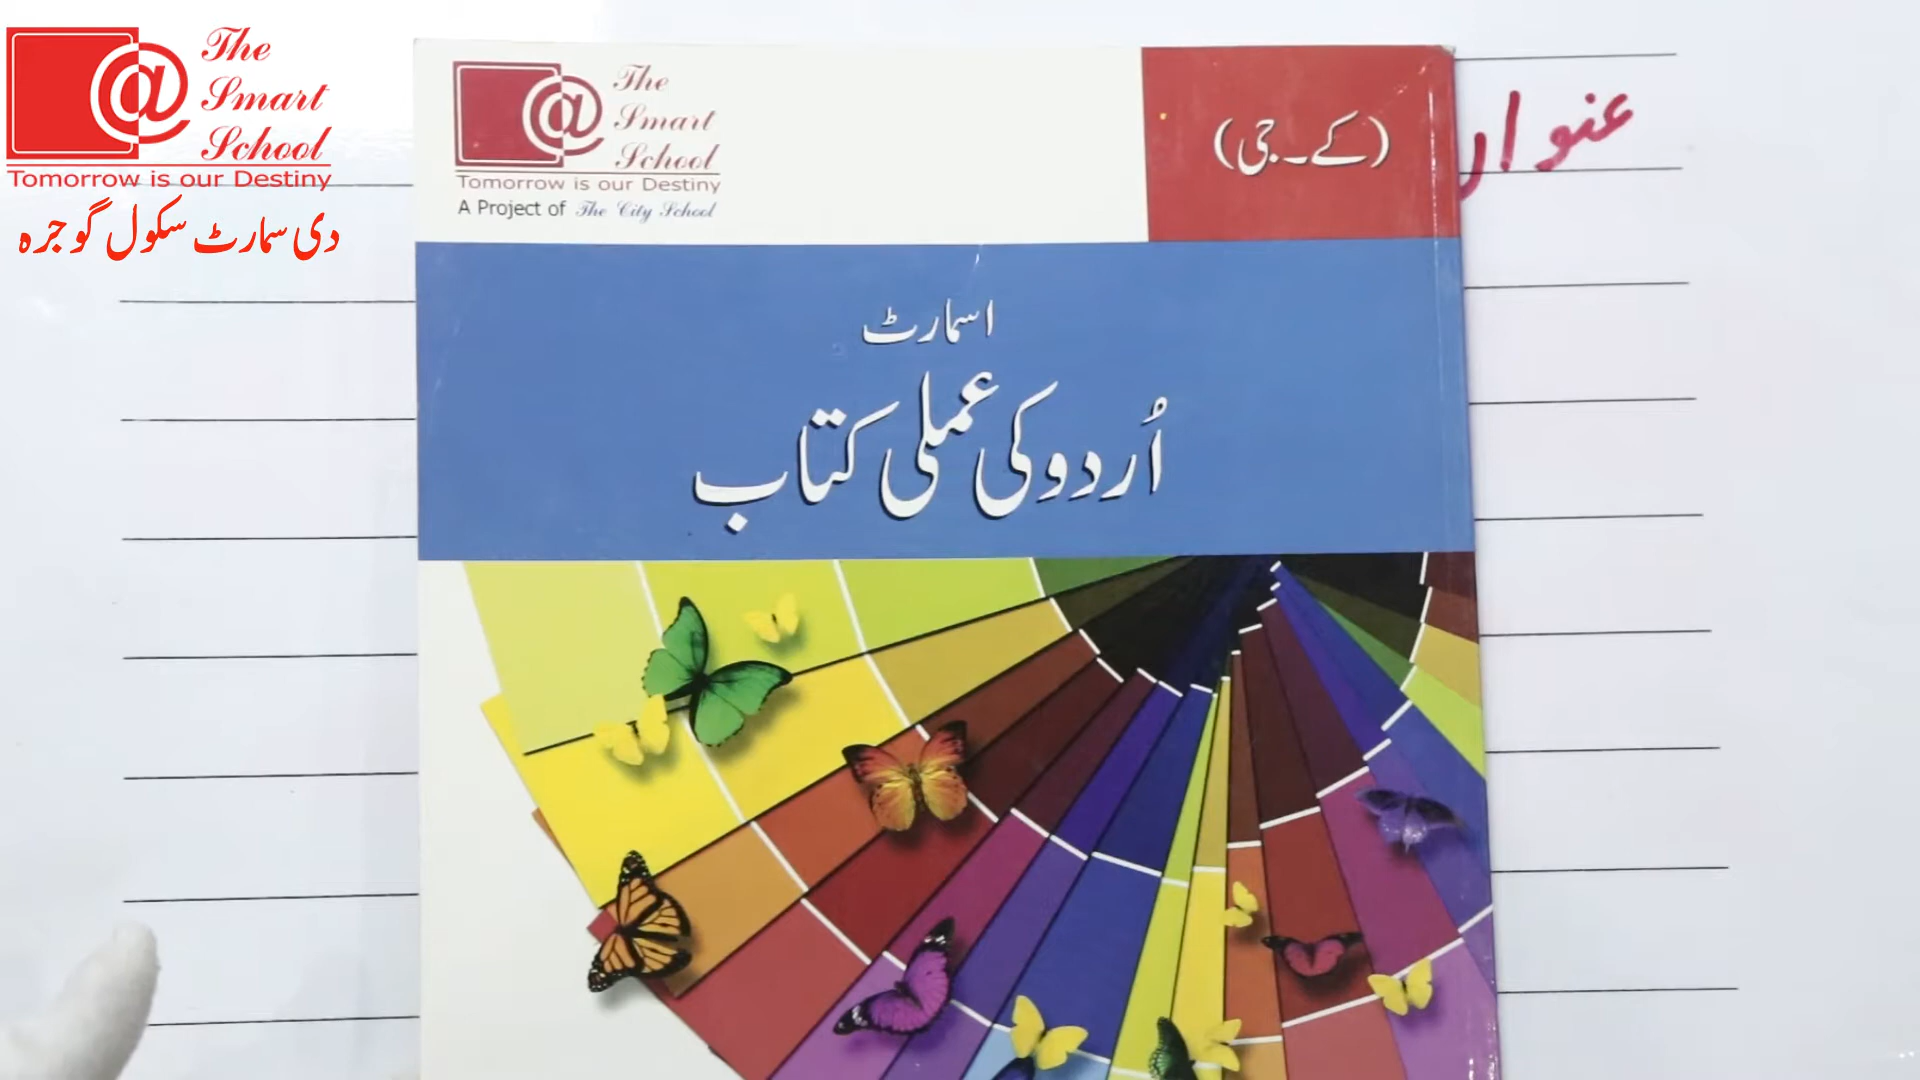 The
Smart
School
Tomorrow is our Destiny
دی سمارٹ سکول گوجرہ
The
Smart
School
Tomorrow is our Destiny
A Project of The City School
(کے۔جی)
عنوان
اسمارٹ
اُردو کی عملی کتاب